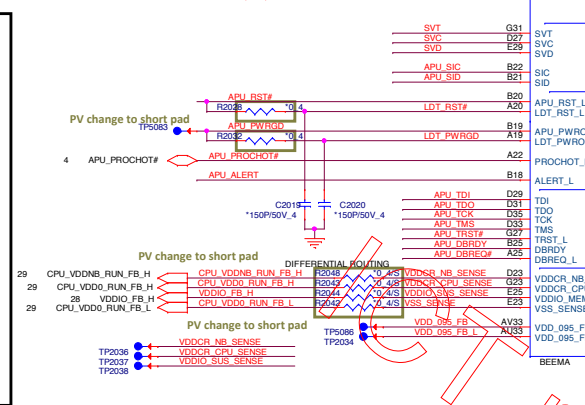 SVT G31 SVT
SVC D27 SVC
SVD E29 SVD
APU_SIC B22 SIC
APU_SID B21 SID
APU_RST# B20 APU_RST_L
R2028 *0_4 LDT_RST# A20 LDT_RST_L
PV change to short pad
TP5083 APU_PWRGD B19 APU_PWRO
R2032 *0_4 LDT_PWRGD A19 LDT_PWRO
4 APU_PROCHOT# APU_PROCHOT# A22 PROCHOT_
APU_ALERT B18 ALERT_L
APU_TDI D29 TDI
APU_TDO D31 TDO
APU_TCK D35 TCK
APU_TMS D33 TMS
APU_TRST# G27 TRST_L
APU_DBRDY B25 DBRDY
APU_DBREQ# A25 DBREQ_L
C2019 C2020
*150P/50V_4 *150P/50V_4
PV change to short pad
DIFFERENTIAL ROUTING
29 CPU_VDDNB_RUN_FB_H CPU_VDDNB_RUN_FB_H R2048 *0_4/S VDDCR_NB_SENSE D23 VDDCR_NB_
29 CPU_VDD0_RUN_FB_H CPU_VDD0_RUN_FB_H R2043 *0_4/S VDDCR_CPU_SENSE G23 VDDCR_CP
28 VDDIO_FB_H VDDIO_FB_H R2044 *0_4/S VDDIO_SUS_SENSE E25 VDDIO_MEM
29 CPU_VDD0_RUN_FB_L CPU_VDD0_RUN_FB_L R2042 *0_4/S VSS_SENSE E23 VSS_SENSE
PV change to short pad
TP5086 VDD_095_FB AV33 VDD_095_F
TP2034 VDD_095_FB_L AU33 VDD_095_F
TP2036 VDDCR_NB_SENSE
TP2037 VDDCR_CPU_SENSE
TP2038 VDDIO_SUS_SENSE
BEEMA